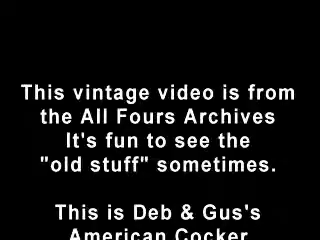 This vintage video is from
the All Fours Archives
It's fun to see the
"old stuff" sometimes.
This is Deb & Gus's
American Cocker